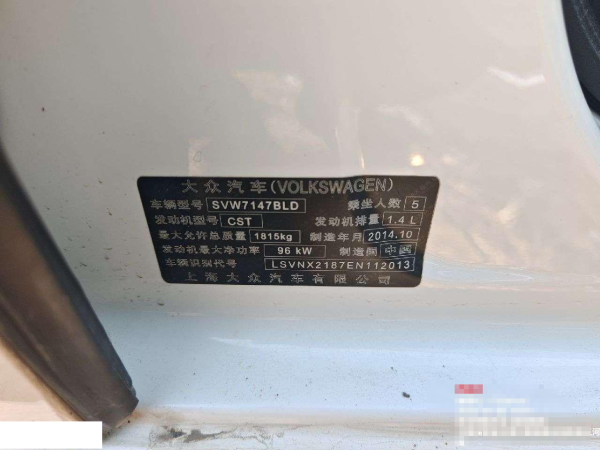 大众汽车(VOLKSWAGEN)
车辆型号 SVW7147BLD 乘坐人数 5
发动机型号 CST 发动机排量 1.4 L
最大允许总质量 1815kg 制造年月 2014.10
发动机最大净功率 96 kW 制造国 中国
车辆识别代号 LSVNX2187EN112013
上海大众汽车有限公司